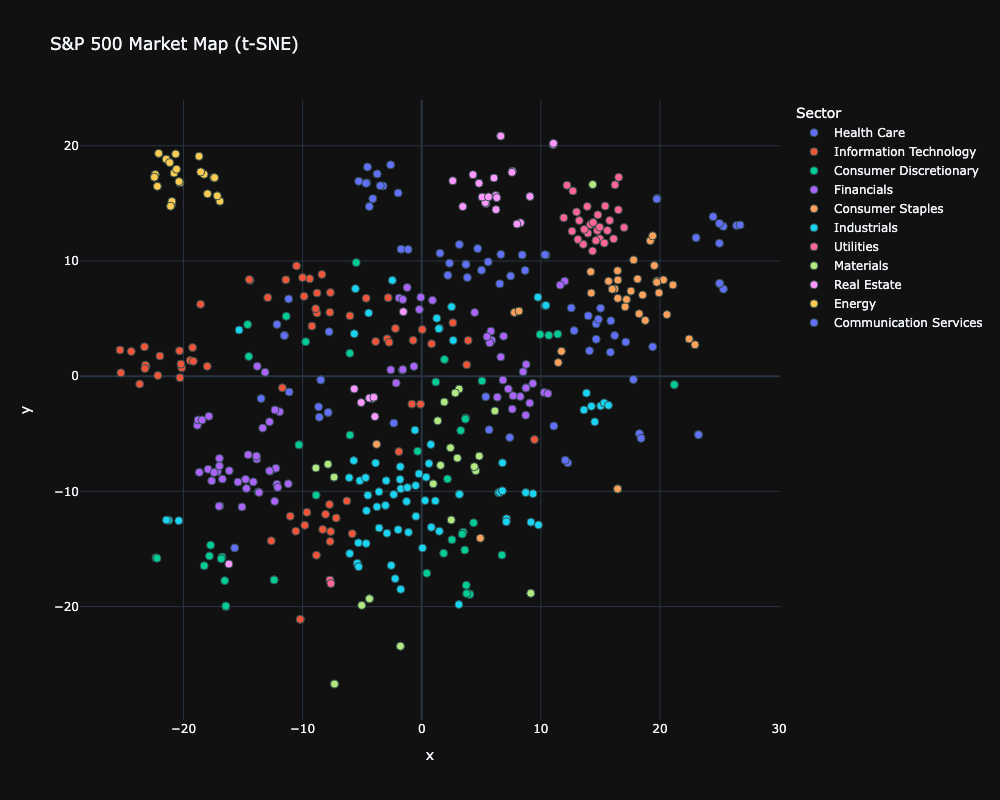 S&P 500 Market Map (t-SNE)
Sector
Health Care
Information Technology
Consumer Discretionary
Financials
Consumer Staples
Industrials
Utilities
Materials
Real Estate
Energy
Communication Services
20
10
0
−10
−20
y
−20
−10
0
10
20
30
x